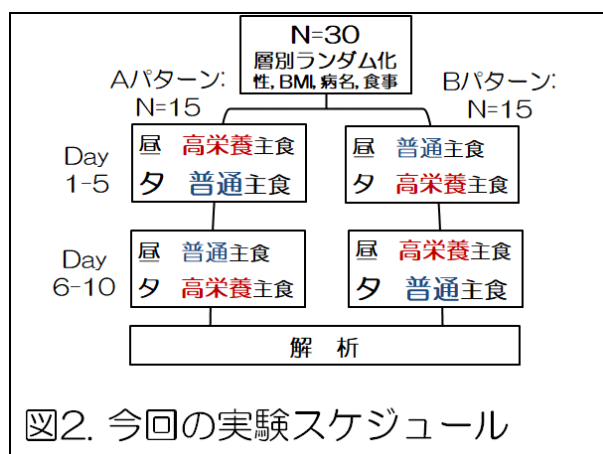 N=30
層別ランダム化
性, BMI, 病名, 食事
Aパターン:
N=15
Bパターン:
N=15
Day
1-5
昼 高栄養主食
夕 普通主食
昼 普通主食
夕 高栄養主食
Day
6-10
昼 普通主食
夕 高栄養主食
昼 高栄養主食
夕 普通主食
解 析
図2. 今回の実験スケジュール